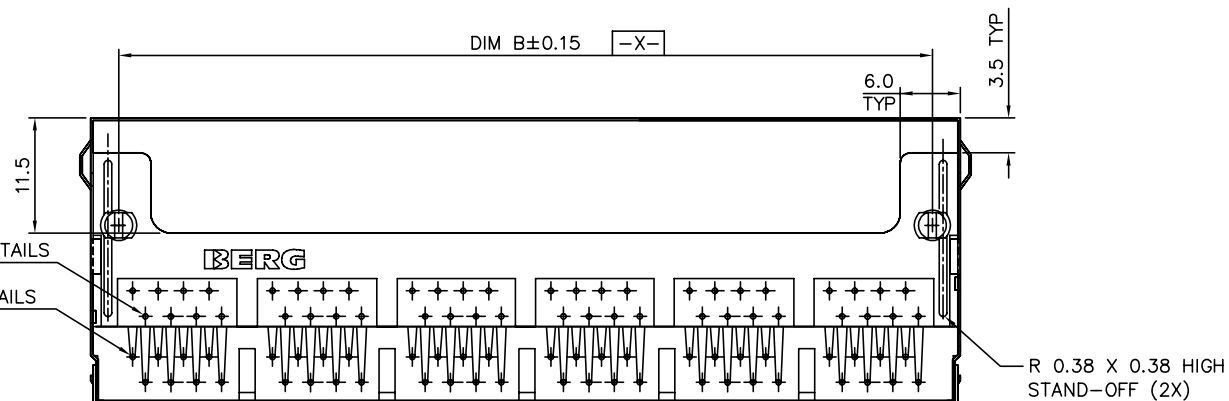 DIM B±0.15 -X-
3.5 TYP
6.0
TYP
11.5
BERG
TAILS
AILS
R 0.38 X 0.38 HIGH
STAND-OFF (2X)